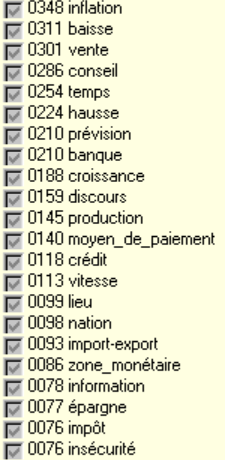 0348 inflation
0311 baisse
0301 vente
0286 conseil
0254 temps
0224 hausse
0210 prévision
0210 banque
0188 croissance
0159 discours
0145 production
0140 moyen_de_paiement
0118 crédit
0113 vitesse
0099 lieu
0098 nation
0093 import-export
0086 zone_monétaire
0078 information
0077 épargne
0076 impôt
0076 insécurité